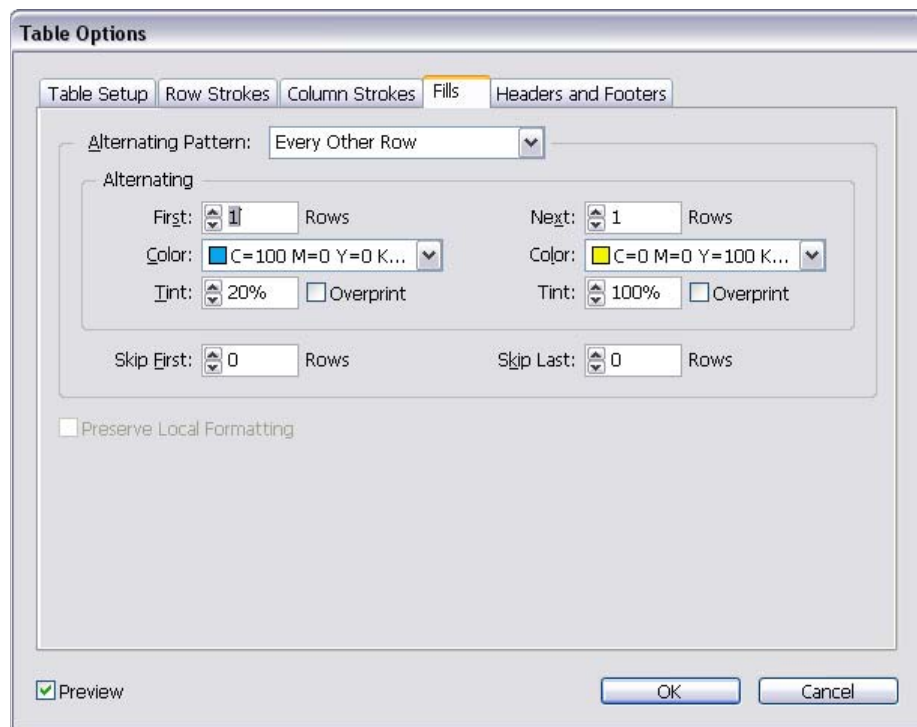 Table Options
Table Setup Row Strokes Column Strokes Fills Headers and Footers
Alternating Pattern: Every Other Row
Alternating
First: 1 Rows Next: 1 Rows
Color: C=100 M=0 Y=0 K... Color: C=0 M=0 Y=100 K...
Tint: 20% Overprint Tint: 100% Overprint
Skip First: 0 Rows Skip Last: 0 Rows
Preserve Local Formatting
Preview OK Cancel